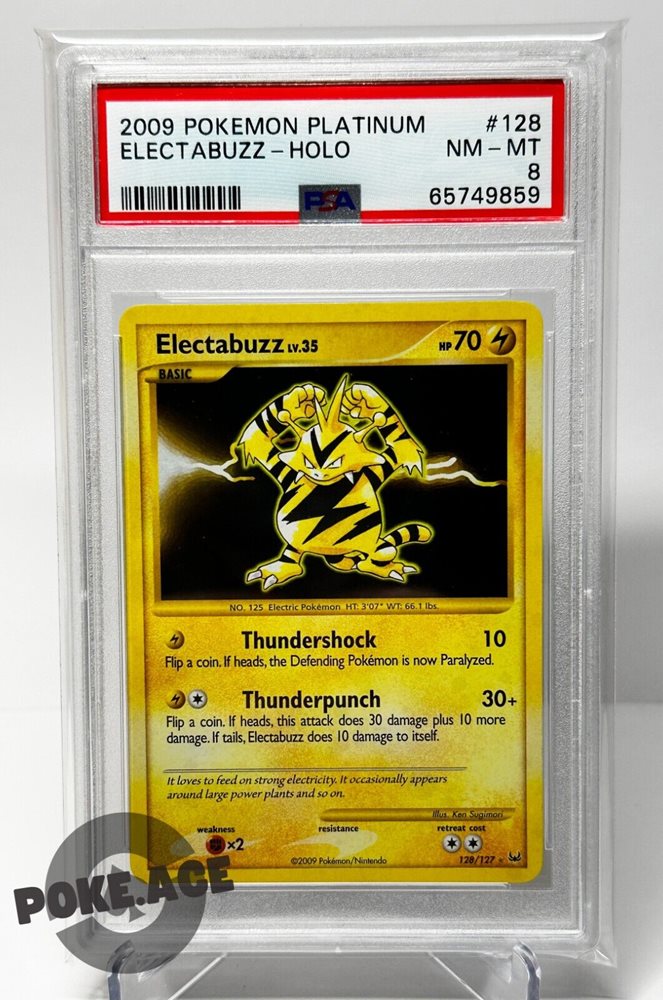 2009 POKEMON PLATINUM #128
ELECTABUZZ – HOLO NM – MT
8
PSA 65749859
Electabuzz LV.35 HP 70
BASIC
NO. 125 Electric Pokémon HT: 3'07" WT: 66.1 lbs.
Thundershock 10
Flip a coin. If heads, the Defending Pokémon is now Paralyzed.
Thunderpunch 30+
Flip a coin. If heads, this attack does 30 damage plus 10 more
damage. If tails, Electabuzz does 10 damage to itself.
It loves to feed on strong electricity. It occasionally appears
around large power plants and so on.
Illus. Ken Sugimori
weakness resistance retreat cost
×2
©2009 Pokémon/Nintendo 128/127
POKE.ACE